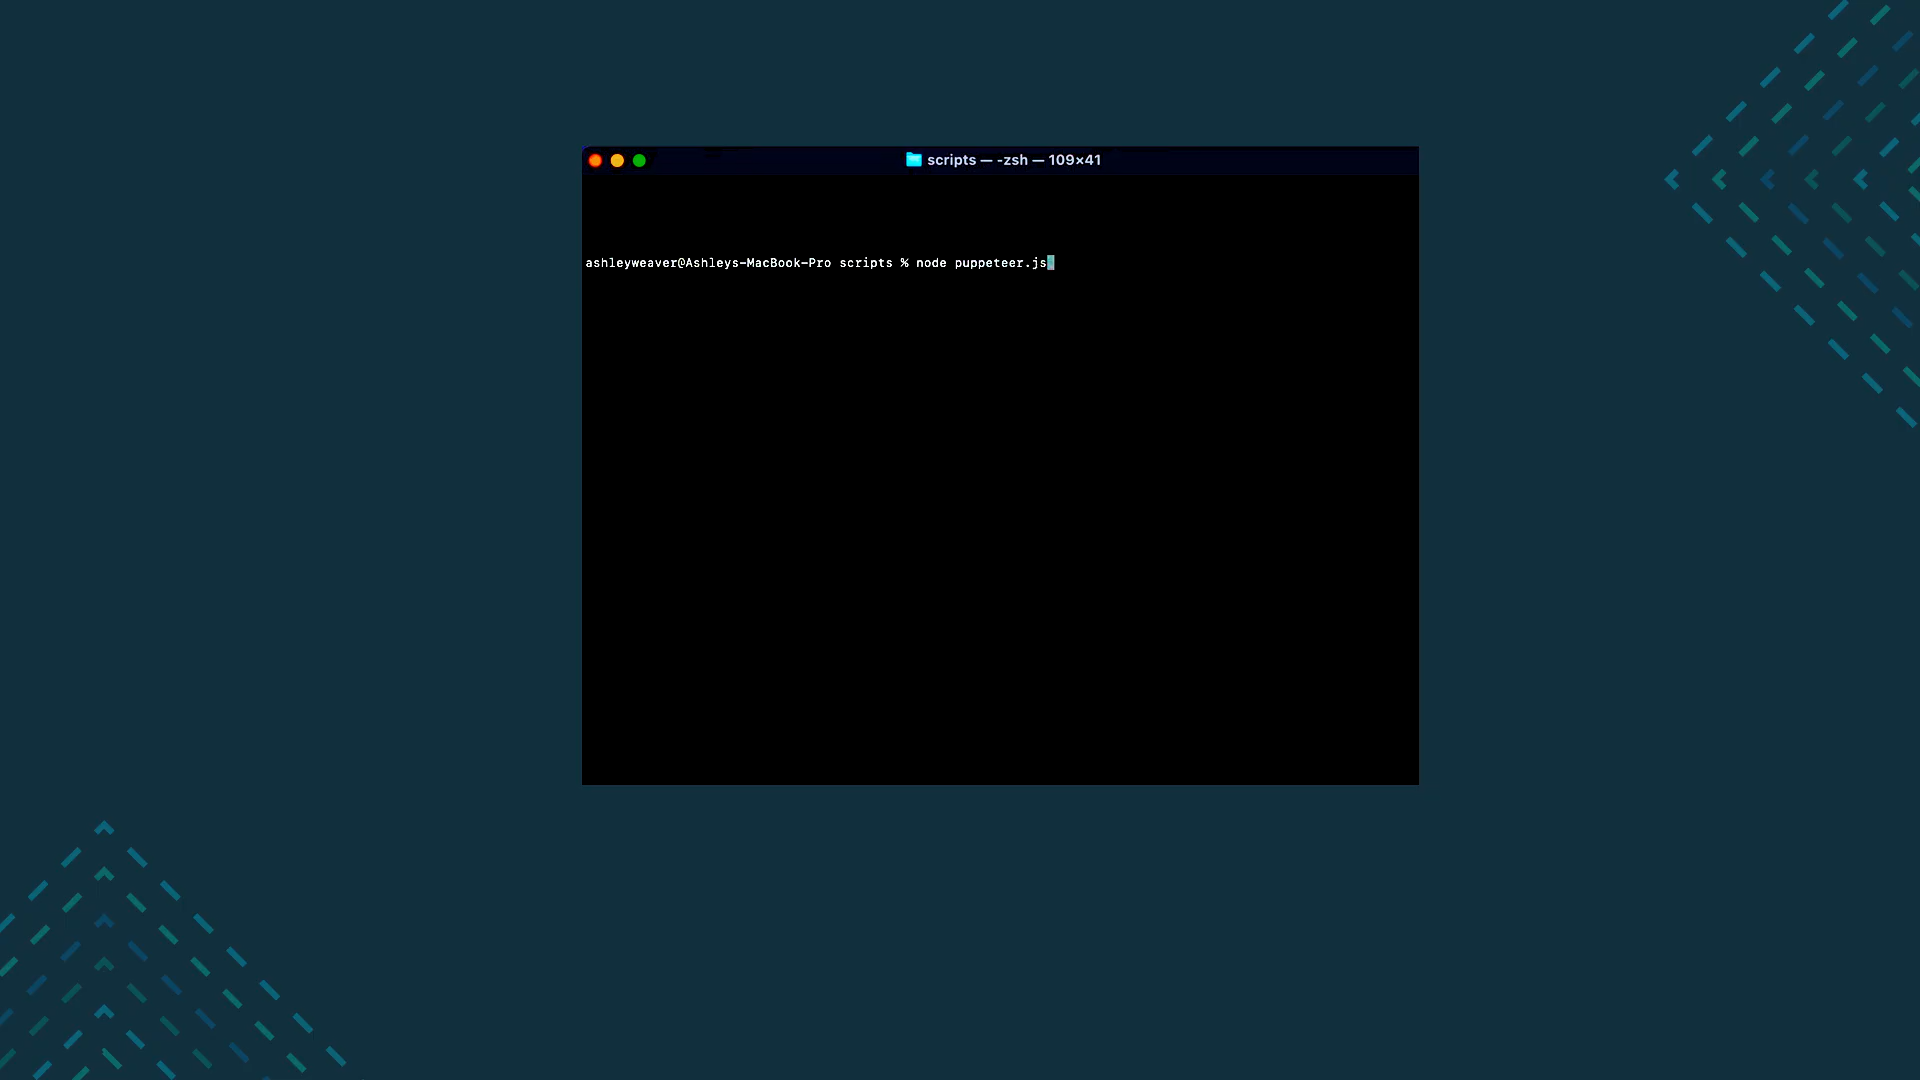 scripts — -zsh — 109×41
ashleyweaver@Ashleys-MacBook-Pro scripts % node puppeteer.js